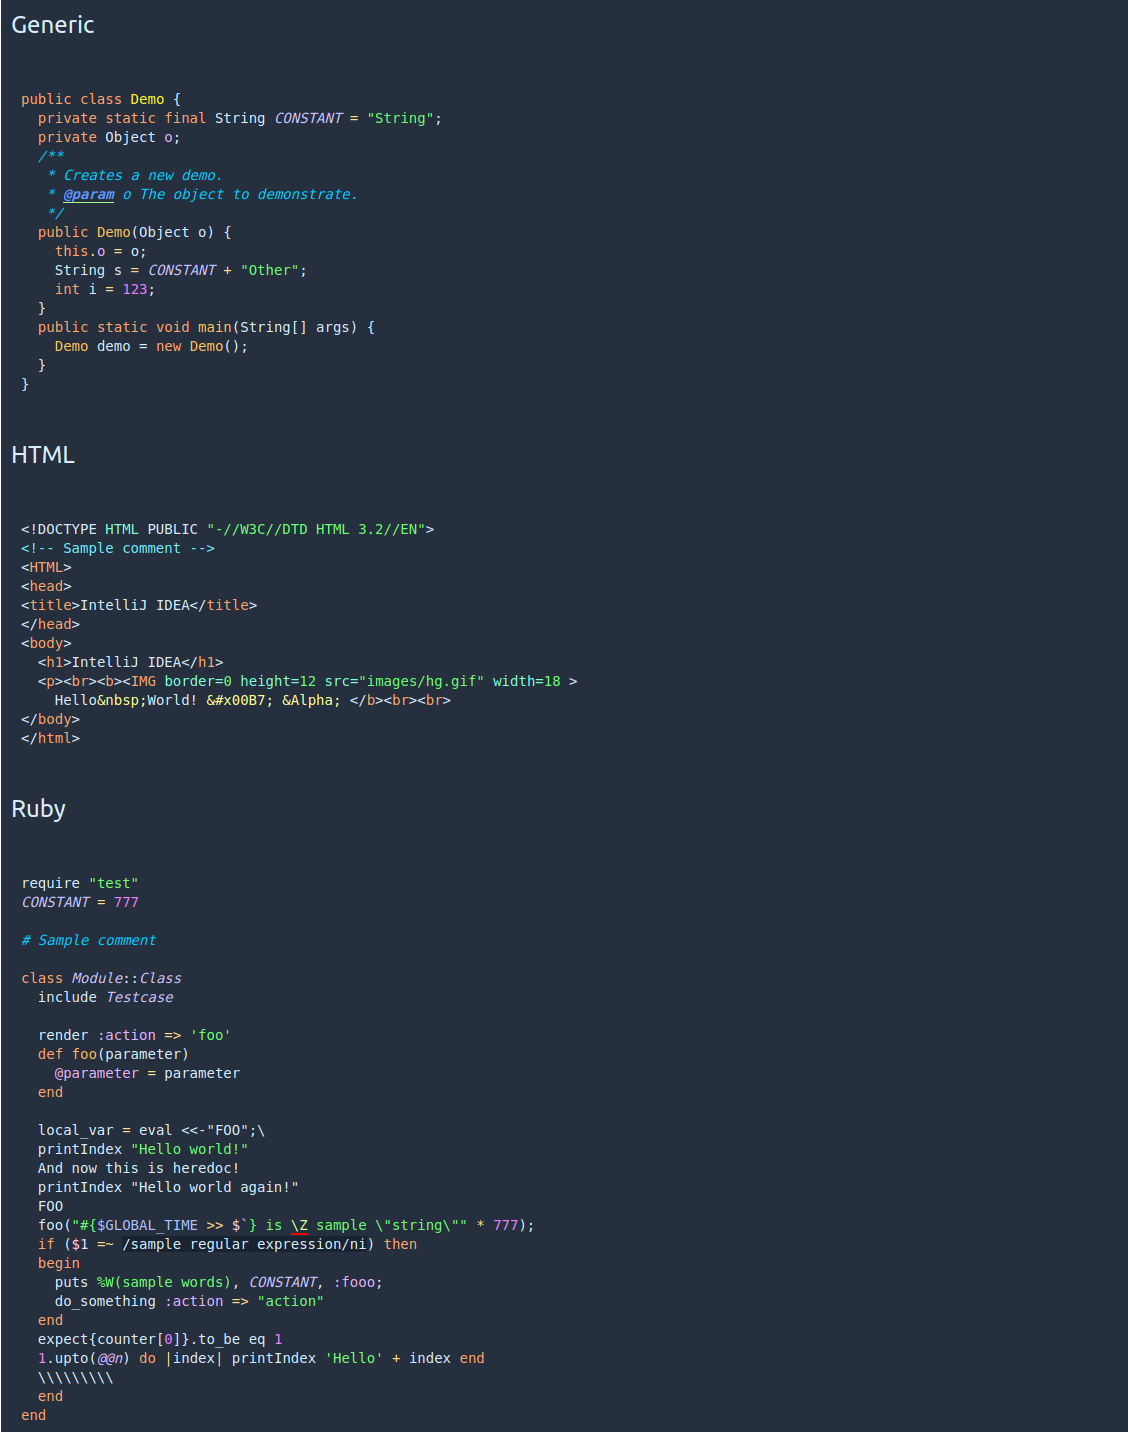 Generic
public class Demo {
  private static final String CONSTANT = "String";
  private Object o;
  /**
   * Creates a new demo.
   * @param o The object to demonstrate.
   */
  public Demo(Object o) {
    this.o = o;
    String s = CONSTANT + "Other";
    int i = 123;
  }
  public static void main(String[] args) {
    Demo demo = new Demo();
  }
}
HTML
<!DOCTYPE HTML PUBLIC "-//W3C//DTD HTML 3.2//EN">
<!-- Sample comment -->
<HTML>
<head>
<title>IntelliJ IDEA</title>
</head>
<body>
  <h1>IntelliJ IDEA</h1>
  <p><br><b><IMG border=0 height=12 src="images/hg.gif" width=18 >
    Hello&nbsp;World! &#x00B7; &Alpha; </b><br><br>
</body>
</html>
Ruby
require "test"
CONSTANT = 777
# Sample comment
class Module::Class
  include Testcase
  render :action => 'foo'
  def foo(parameter)
    @parameter = parameter
  end
  local_var = eval <<-"FOO";\
  printIndex "Hello world!"
  And now this is heredoc!
  printIndex "Hello world again!"
  FOO
  foo("#{$GLOBAL_TIME >> $`} is \Z sample \"string\"" * 777);
  if ($1 =~ /sample regular expression/ni) then
  begin
    puts %W(sample words), CONSTANT, :fooo;
    do_something :action => "action"
  end
  expect{counter[0]}.to_be eq 1
  1.upto(@@n) do |index| printIndex 'Hello' + index end
  \\\\\\\\\
  end
end